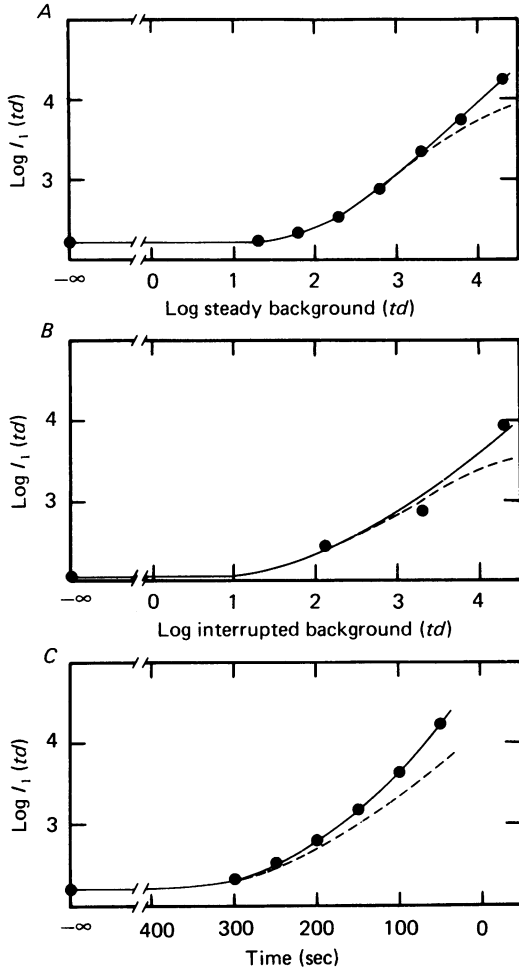 A
Log I₁ (td)
4
3
−∞ 0 1 2 3 4
Log steady background (td)
B
Log I₁ (td)
4
3
−∞ 0 1 2 3 4
Log interrupted background (td)
C
Log I₁ (td)
4
3
−∞ 400 300 200 100 0
Time (sec)